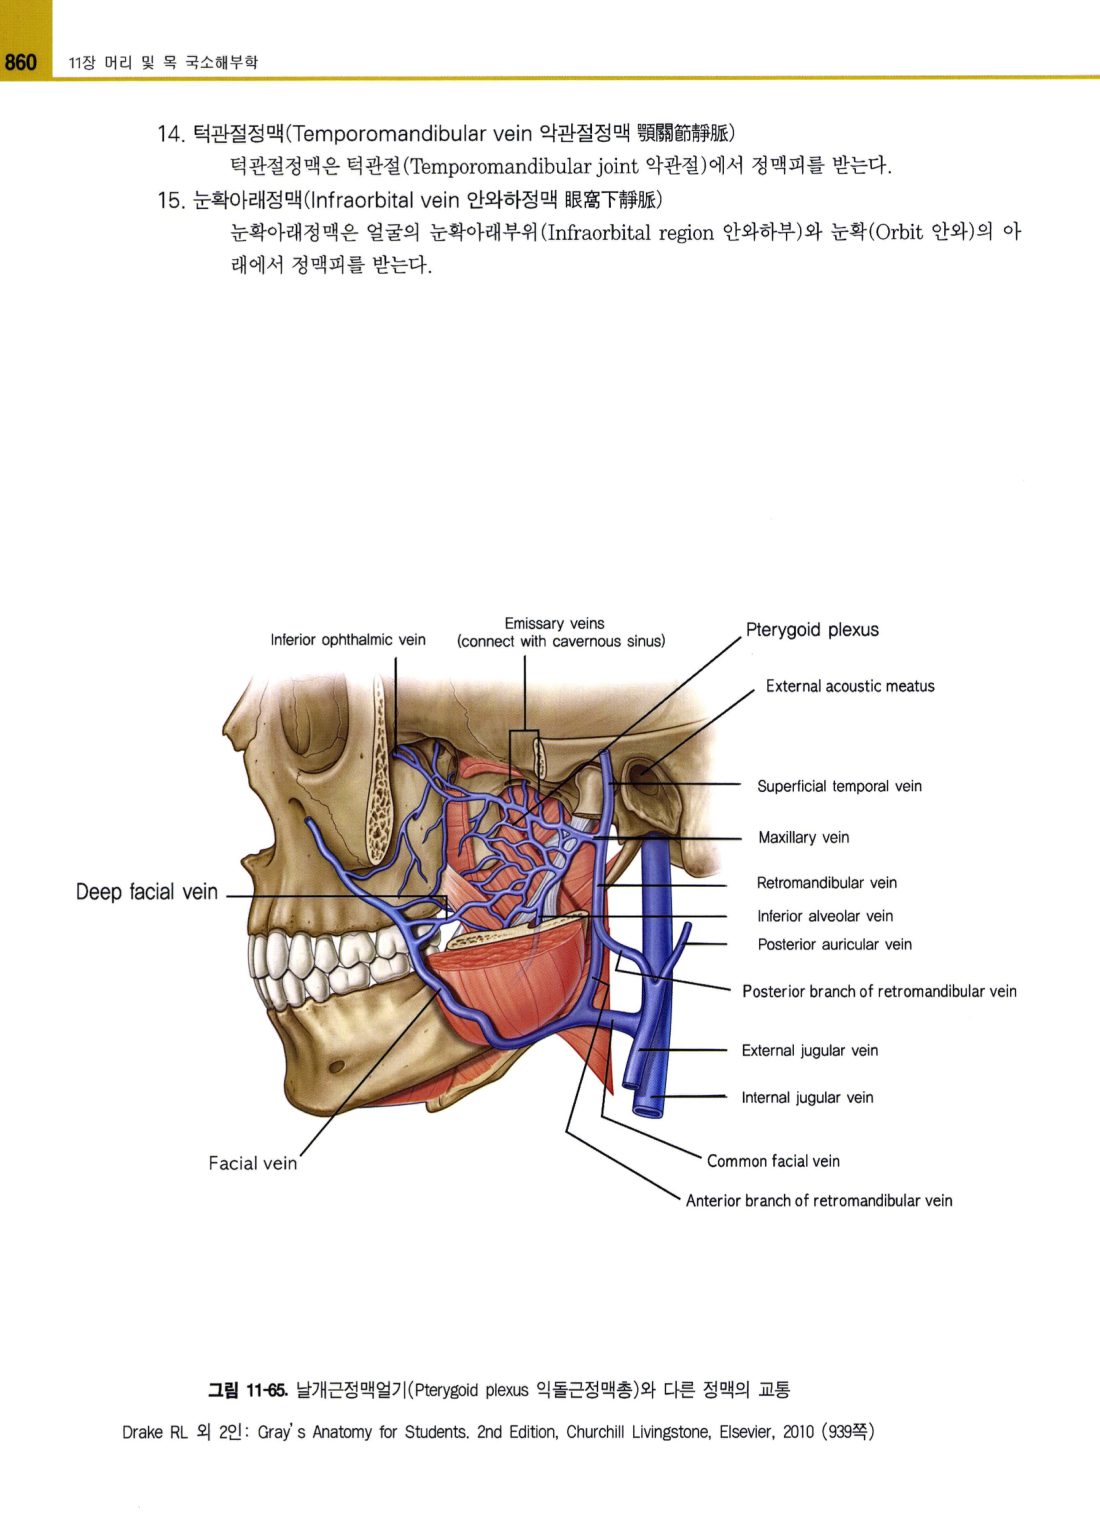 860
11장 머리 및 목 국소해부학
14. 턱관절정맥(Temporomandibular vein 악관절정맥 顎關節靜脈)
턱관절정맥은 턱관절(Temporomandibular joint 악관절)에서 정맥피를 받는다.
15. 눈확아래정맥(Infraorbital vein 안와하정맥 眼窩下靜脈)
눈확아래정맥은 얼굴의 눈확아래부위(Infraorbital region 안와하부)와 눈확(Orbit 안와)의 아
래에서 정맥피를 받는다.
Emissary veins
(connect with cavernous sinus)
Inferior ophthalmic vein
Pterygoid plexus
External acoustic meatus
Superficial temporal vein
Maxillary vein
Retromandibular vein
Deep facial vein
Inferior alveolar vein
Posterior auricular vein
Posterior branch of retromandibular vein
External jugular vein
Internal jugular vein
Facial vein
Common facial vein
Anterior branch of retromandibular vein
그림 11-65. 날개근정맥얼기(Pterygoid plexus 익돌근정맥총)와 다른 정맥의 교통
Drake RL 외 2인: Gray's Anatomy for Students. 2nd Edition, Churchill Livingstone, Elsevier, 2010 (939쪽)